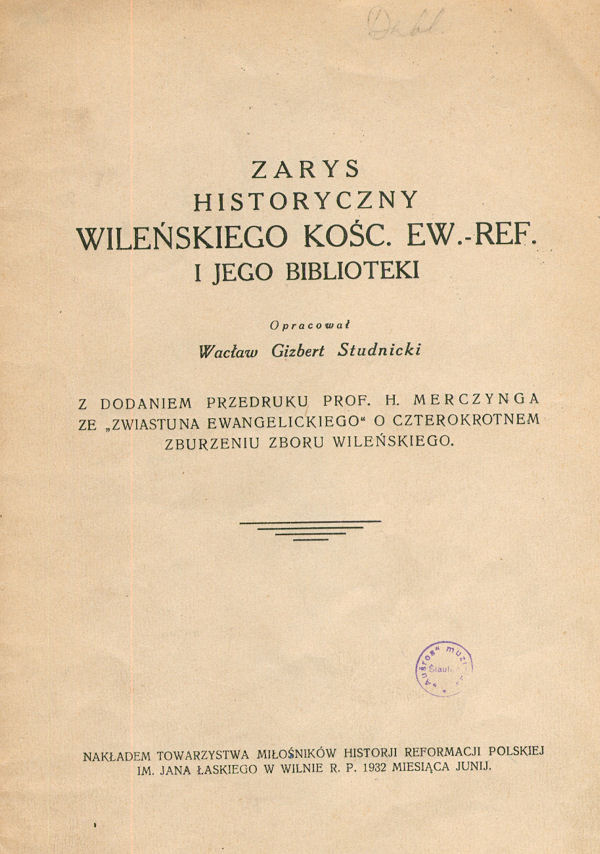 ZARYS
HISTORYCZNY
WILEŃSKIEGO KOŚC. EW.-REF.
I JEGO BIBLIOTEKI
Opracował
Wacław Gizbert Studnicki
Z DODANIEM PRZEDRUKU PROF. H. MERCZYNGA
ZE „ZWIASTUNA EWANGELICKIEGO“ O CZTEROKROTNEM
ZBURZENIU ZBORU WILEŃSKIEGO.
„Aušros“
NAKŁADEM TOWARZYSTWA MIŁOŚNIKÓW HISTORJI REFORMACJI POLSKIEJ
IM. JANA ŁASKIEGO W WILNIE R. P. 1932 MIESIĄCA JUNIJ.